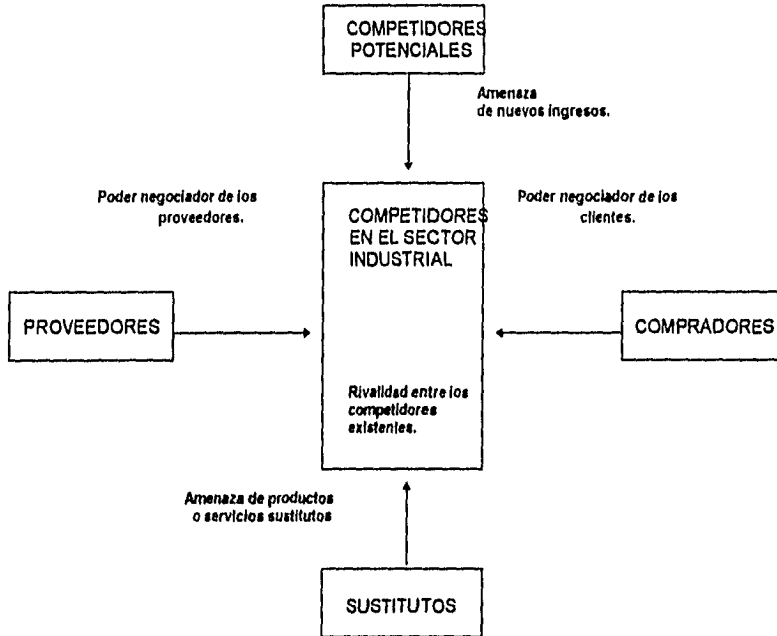 COMPETIDORES
POTENCIALES
Amenaza
de nuevos ingresos.
Poder negociador de los
proveedores.
COMPETIDORES
EN EL SECTOR
INDUSTRIAL
Poder negociador de los
clientes.
PROVEEDORES
COMPRADORES
Rivalidad entre los
competidores
existentes.
Amenaza de productos
o servicios sustitutos
SUSTITUTOS